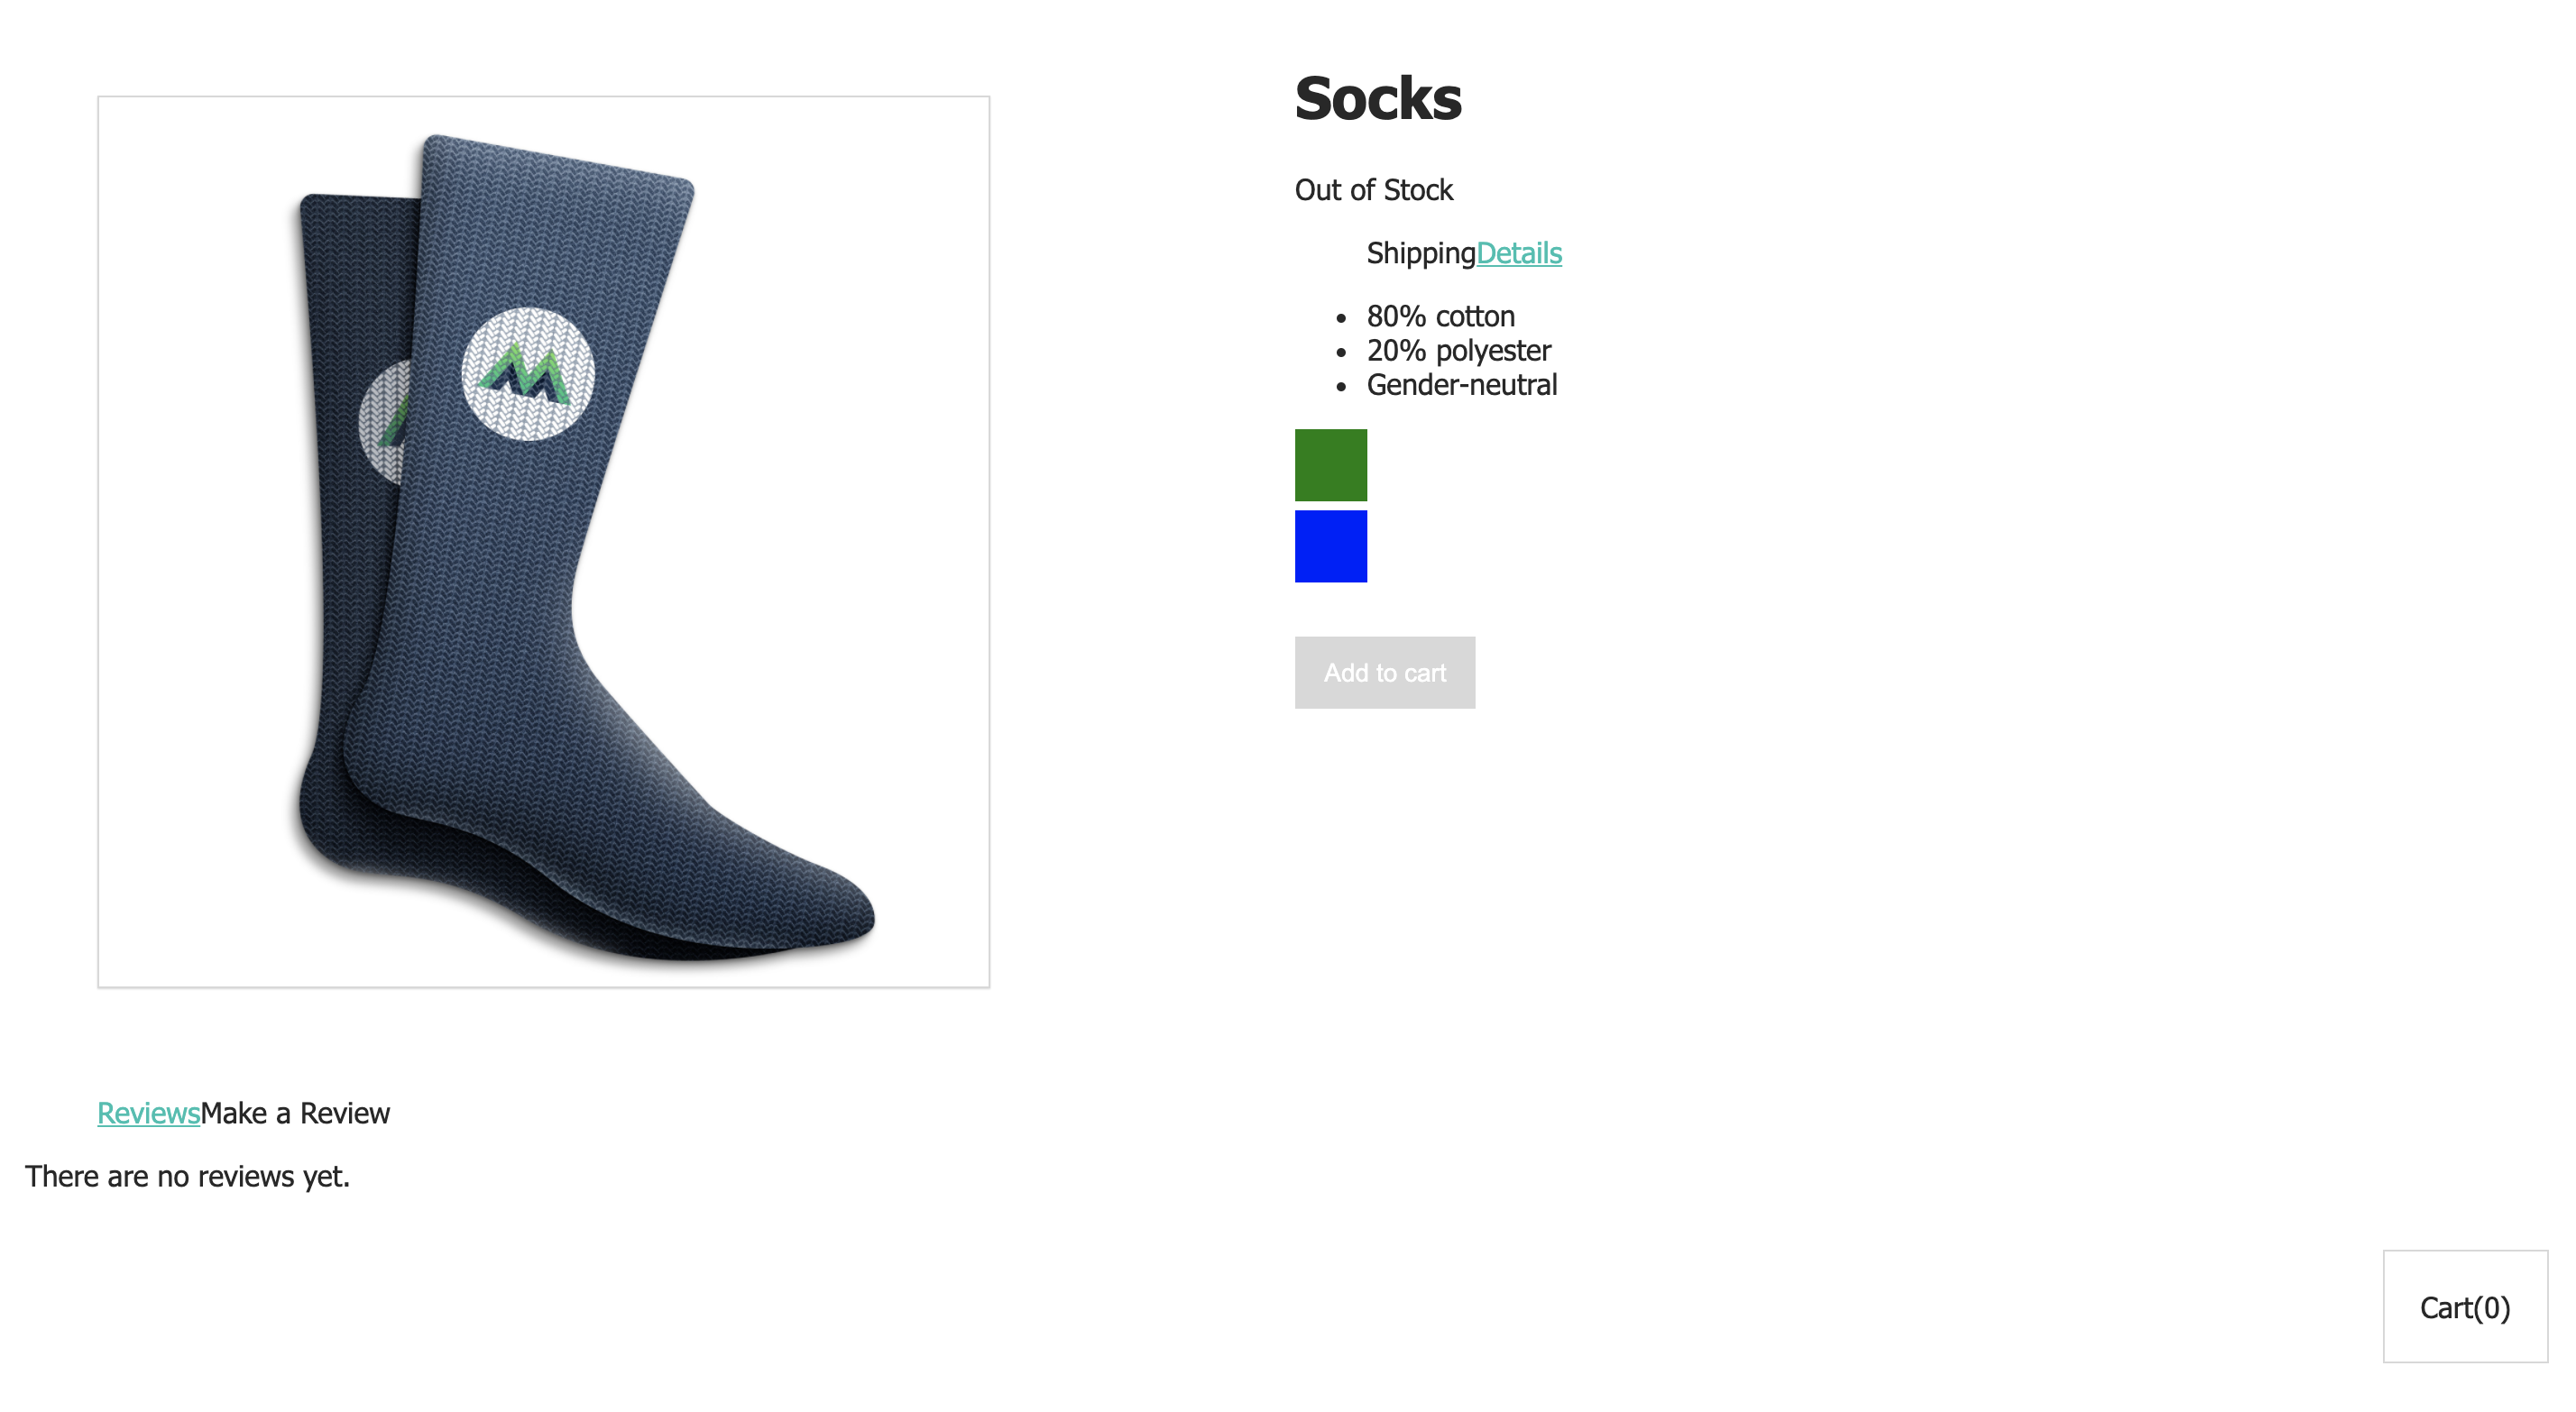 Socks
Out of Stock
ShippingDetails
80% cotton
20% polyester
Gender-neutral
Add to cart
ReviewsMake a Review
There are no reviews yet.
Cart(0)